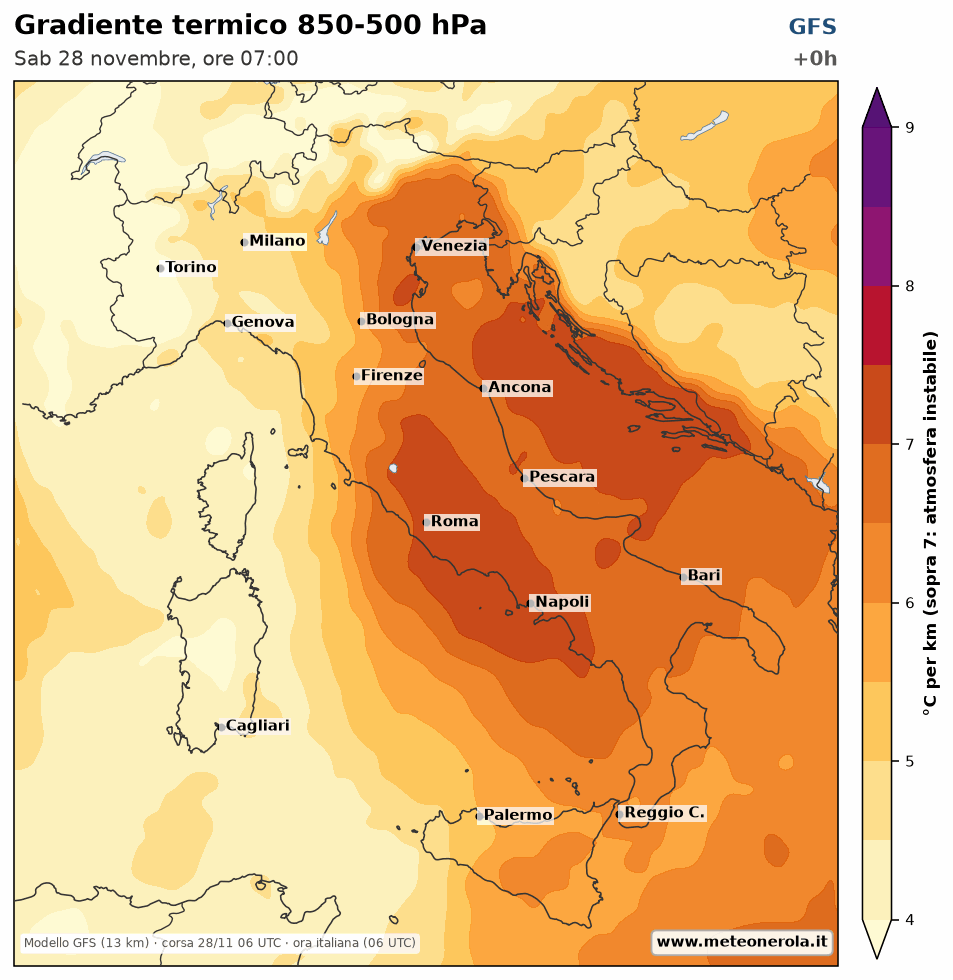 Gradiente termico 850-500 hPa
GFS
Sab 28 novembre, ore 07:00
+0h
9
8
7
6
5
4
°C per km (sopra 7: atmosfera instabile)
Milano
Torino
Venezia
Genova
Bologna
Firenze
Ancona
Pescara
Roma
Bari
Napoli
Cagliari
Palermo
Reggio C.
Modello GFS (13 km) · corsa 28/11 06 UTC · ora italiana (06 UTC)
www.meteonerola.it